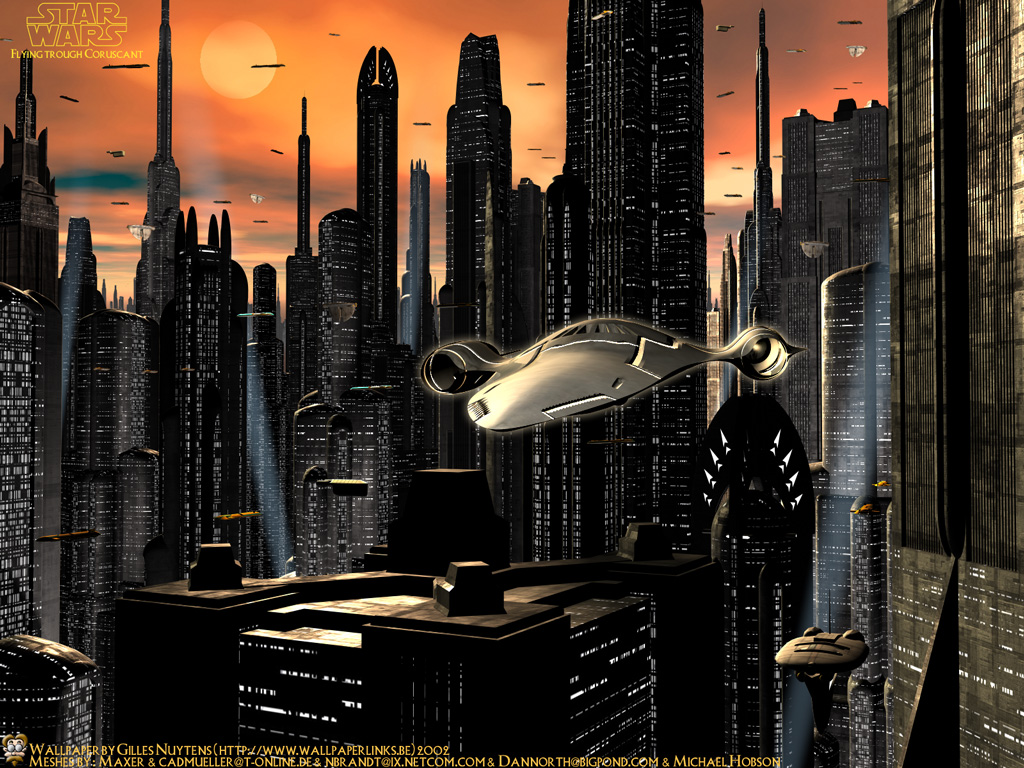 STAR
WARS
FLYING TROUGH CORUSCANT
WALLPAPER BY GILLES NUYTENS (HTTP://WWW.WALLPAPERLINKS.BE) 2002
MESHES BY: MAXER & CADMUELLER@T-ONLINE.DE & NBRANDT@IX.NETCOM.COM & DANNORTH@BIGPOND.COM & MICHAEL HOBSON